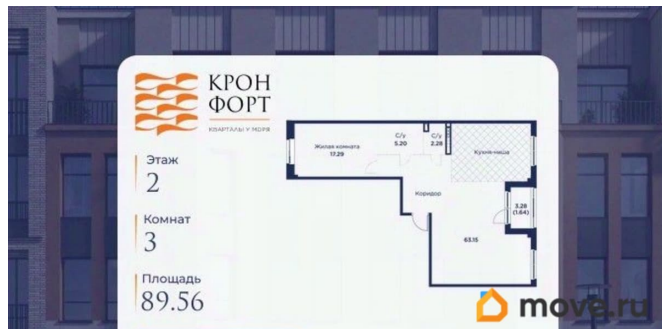 КРОН
ФОРТ
КВАРТАЛЫ У МОРЯ
Этаж
2
Комнат
3
Площадь
89.56
Жилая комната
17.29
С/у
5.20
С/у
2.28
Кухня-ниша
Коридор
3.28
(1.64)
63.15
move.ru